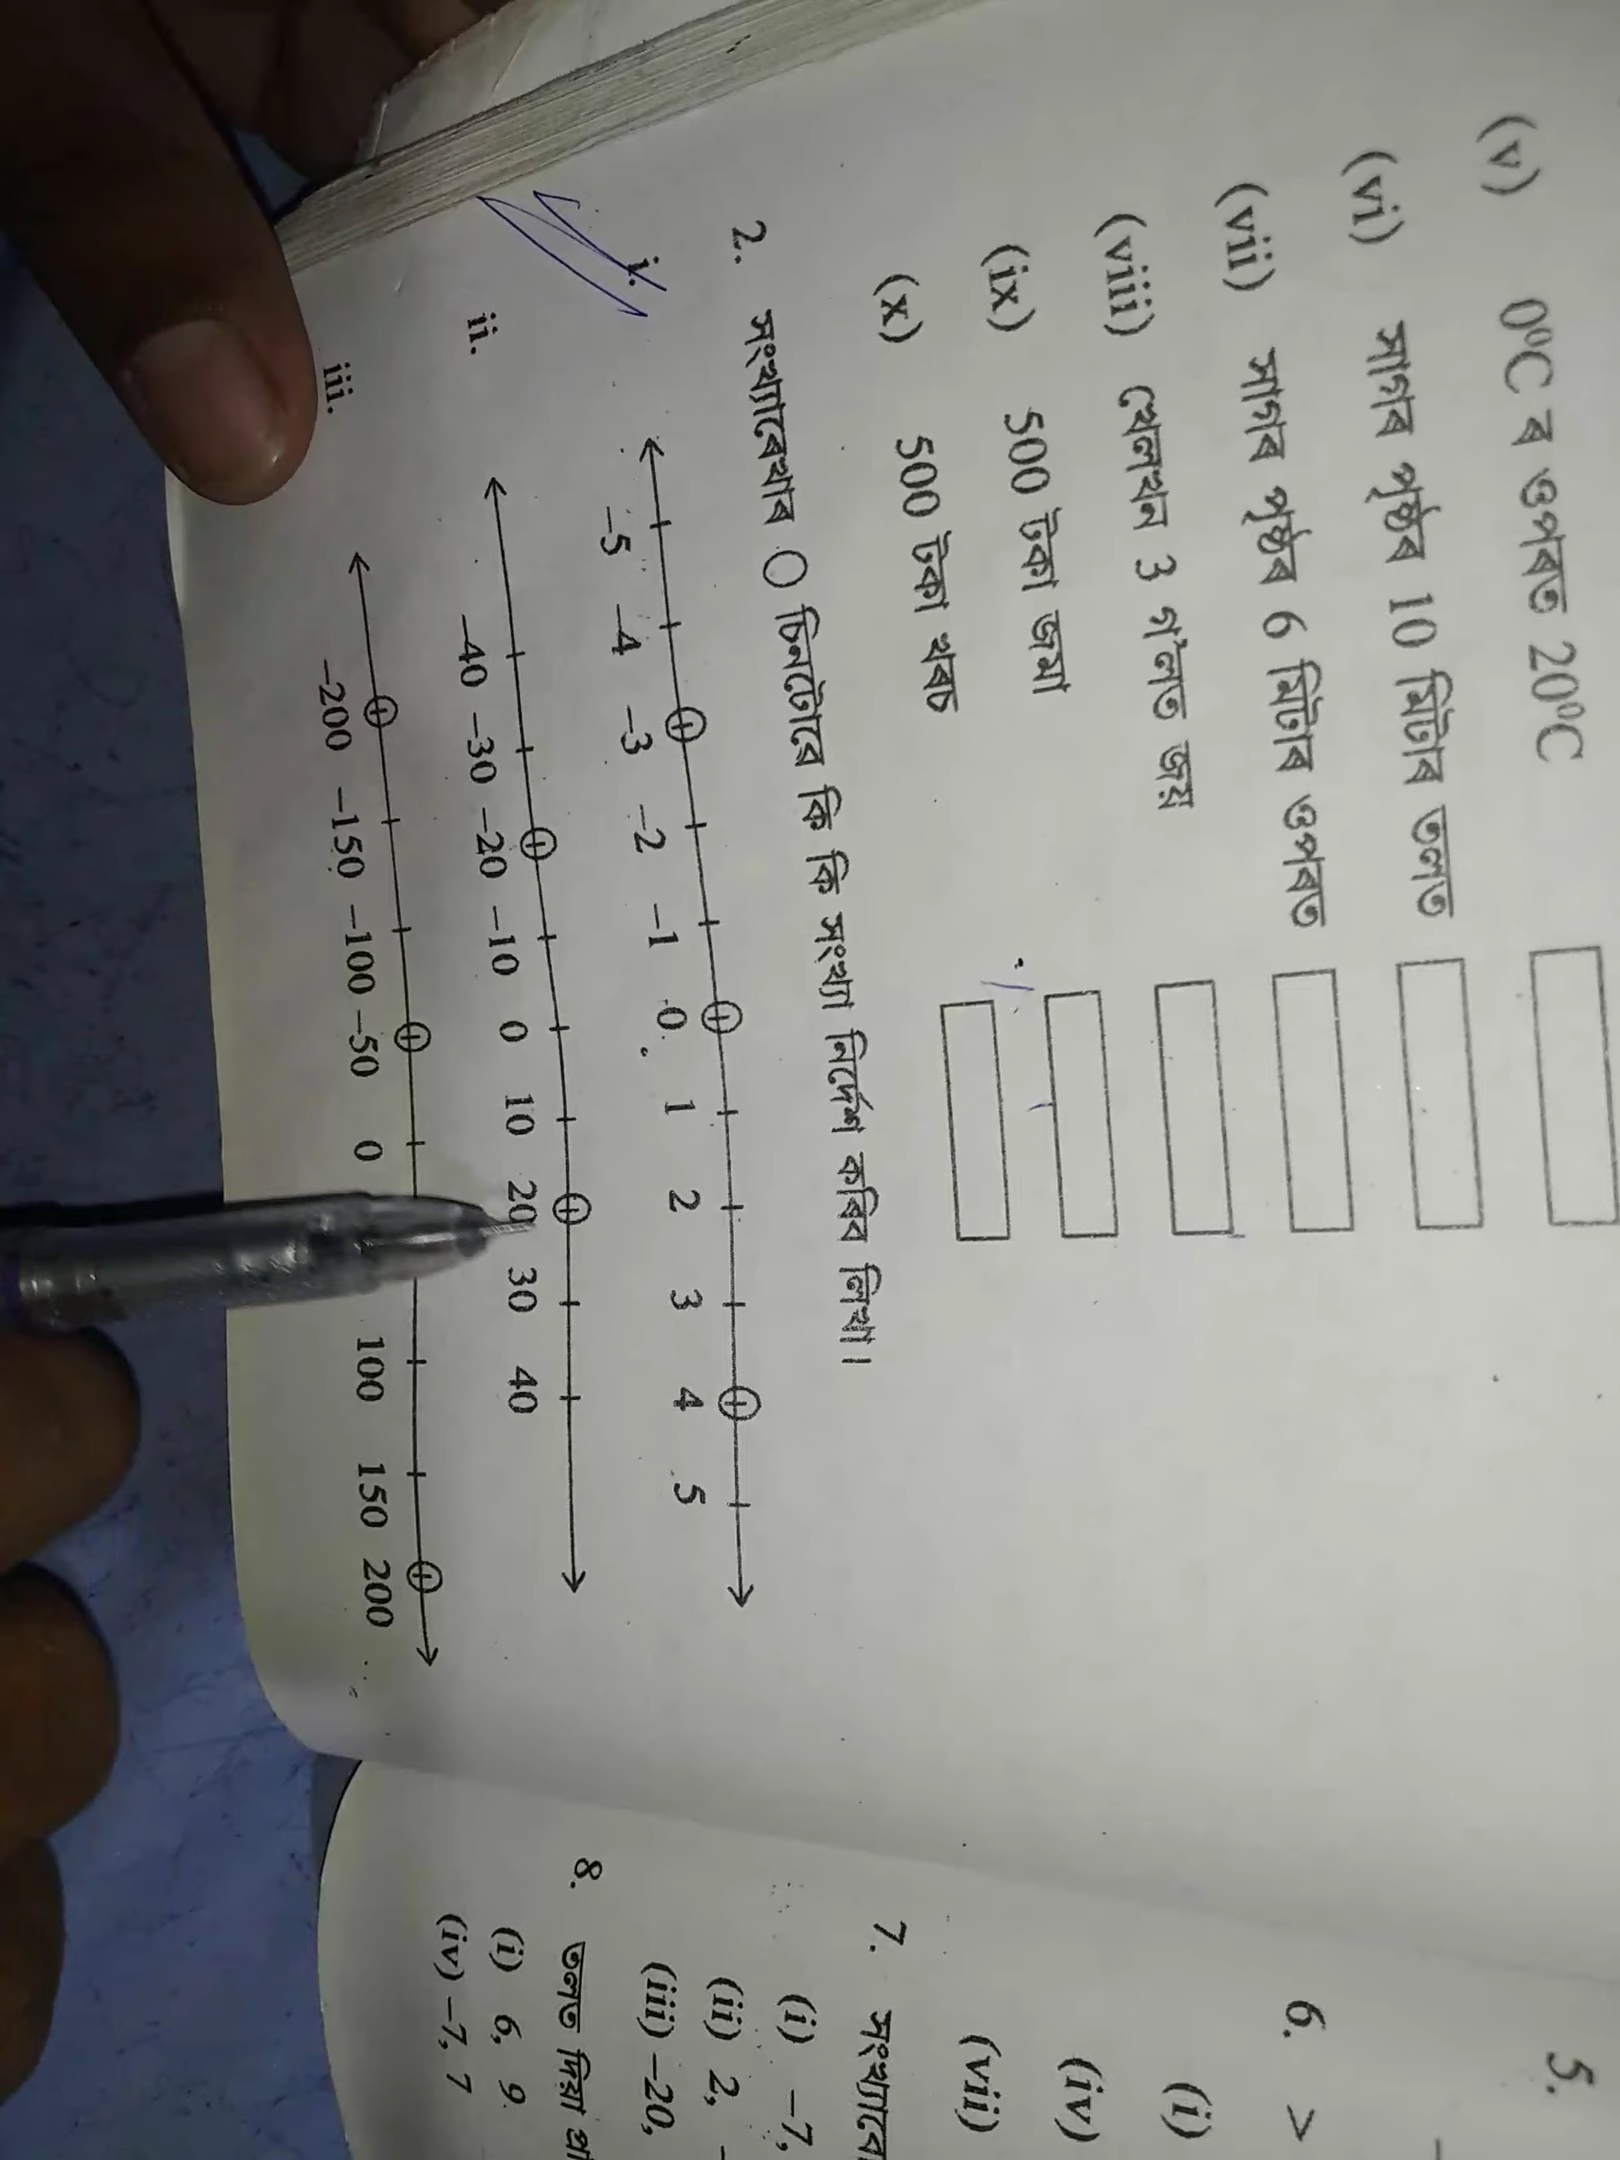 (v) 0⁰C ৰ ওপৰত 20⁰C
(vi) সাগৰ পৃষ্ঠৰ 10 মিটাৰ তলত
(vii) সাগৰ পৃষ্ঠৰ 6 মিটাৰ ওপৰত
(viii) খেলখন 3 গ'লত জয়
(ix) 500 টকা জমা
(x) 500 টকা খৰচ
2. সংখ্যাৰেখাৰ ○ চিনটোৱে কি কি সংখ্যা নিৰ্দেশ কৰিব লিখা।
i. –5 –4 –3 –2 –1 0 1 2 3 4 5
ii. –40 –30 –20 –10 0 10 20 30 40
iii. –200 –150 –100 –50 0 100 150 200
5.
6. >
(i)
(iv)
(vii)
7.
(i) –7,
(ii) 2, –
(iii) –20,
8. তলত দিয়া
(i) 6, 9
(iv) –7, 7